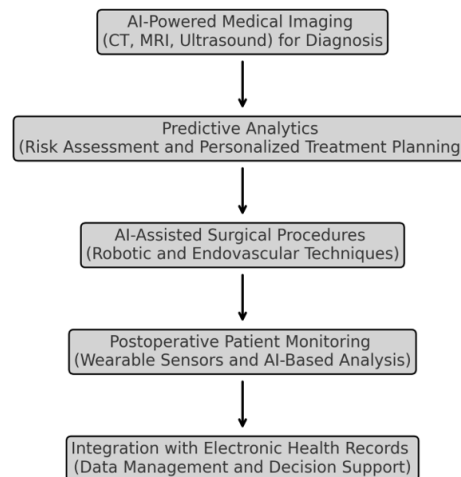 AI-Powered Medical Imaging
(CT, MRI, Ultrasound) for Diagnosis
Predictive Analytics
(Risk Assessment and Personalized Treatment Planning
AI-Assisted Surgical Procedures
(Robotic and Endovascular Techniques)
Postoperative Patient Monitoring
(Wearable Sensors and AI-Based Analysis)
Integration with Electronic Health Records
(Data Management and Decision Support)